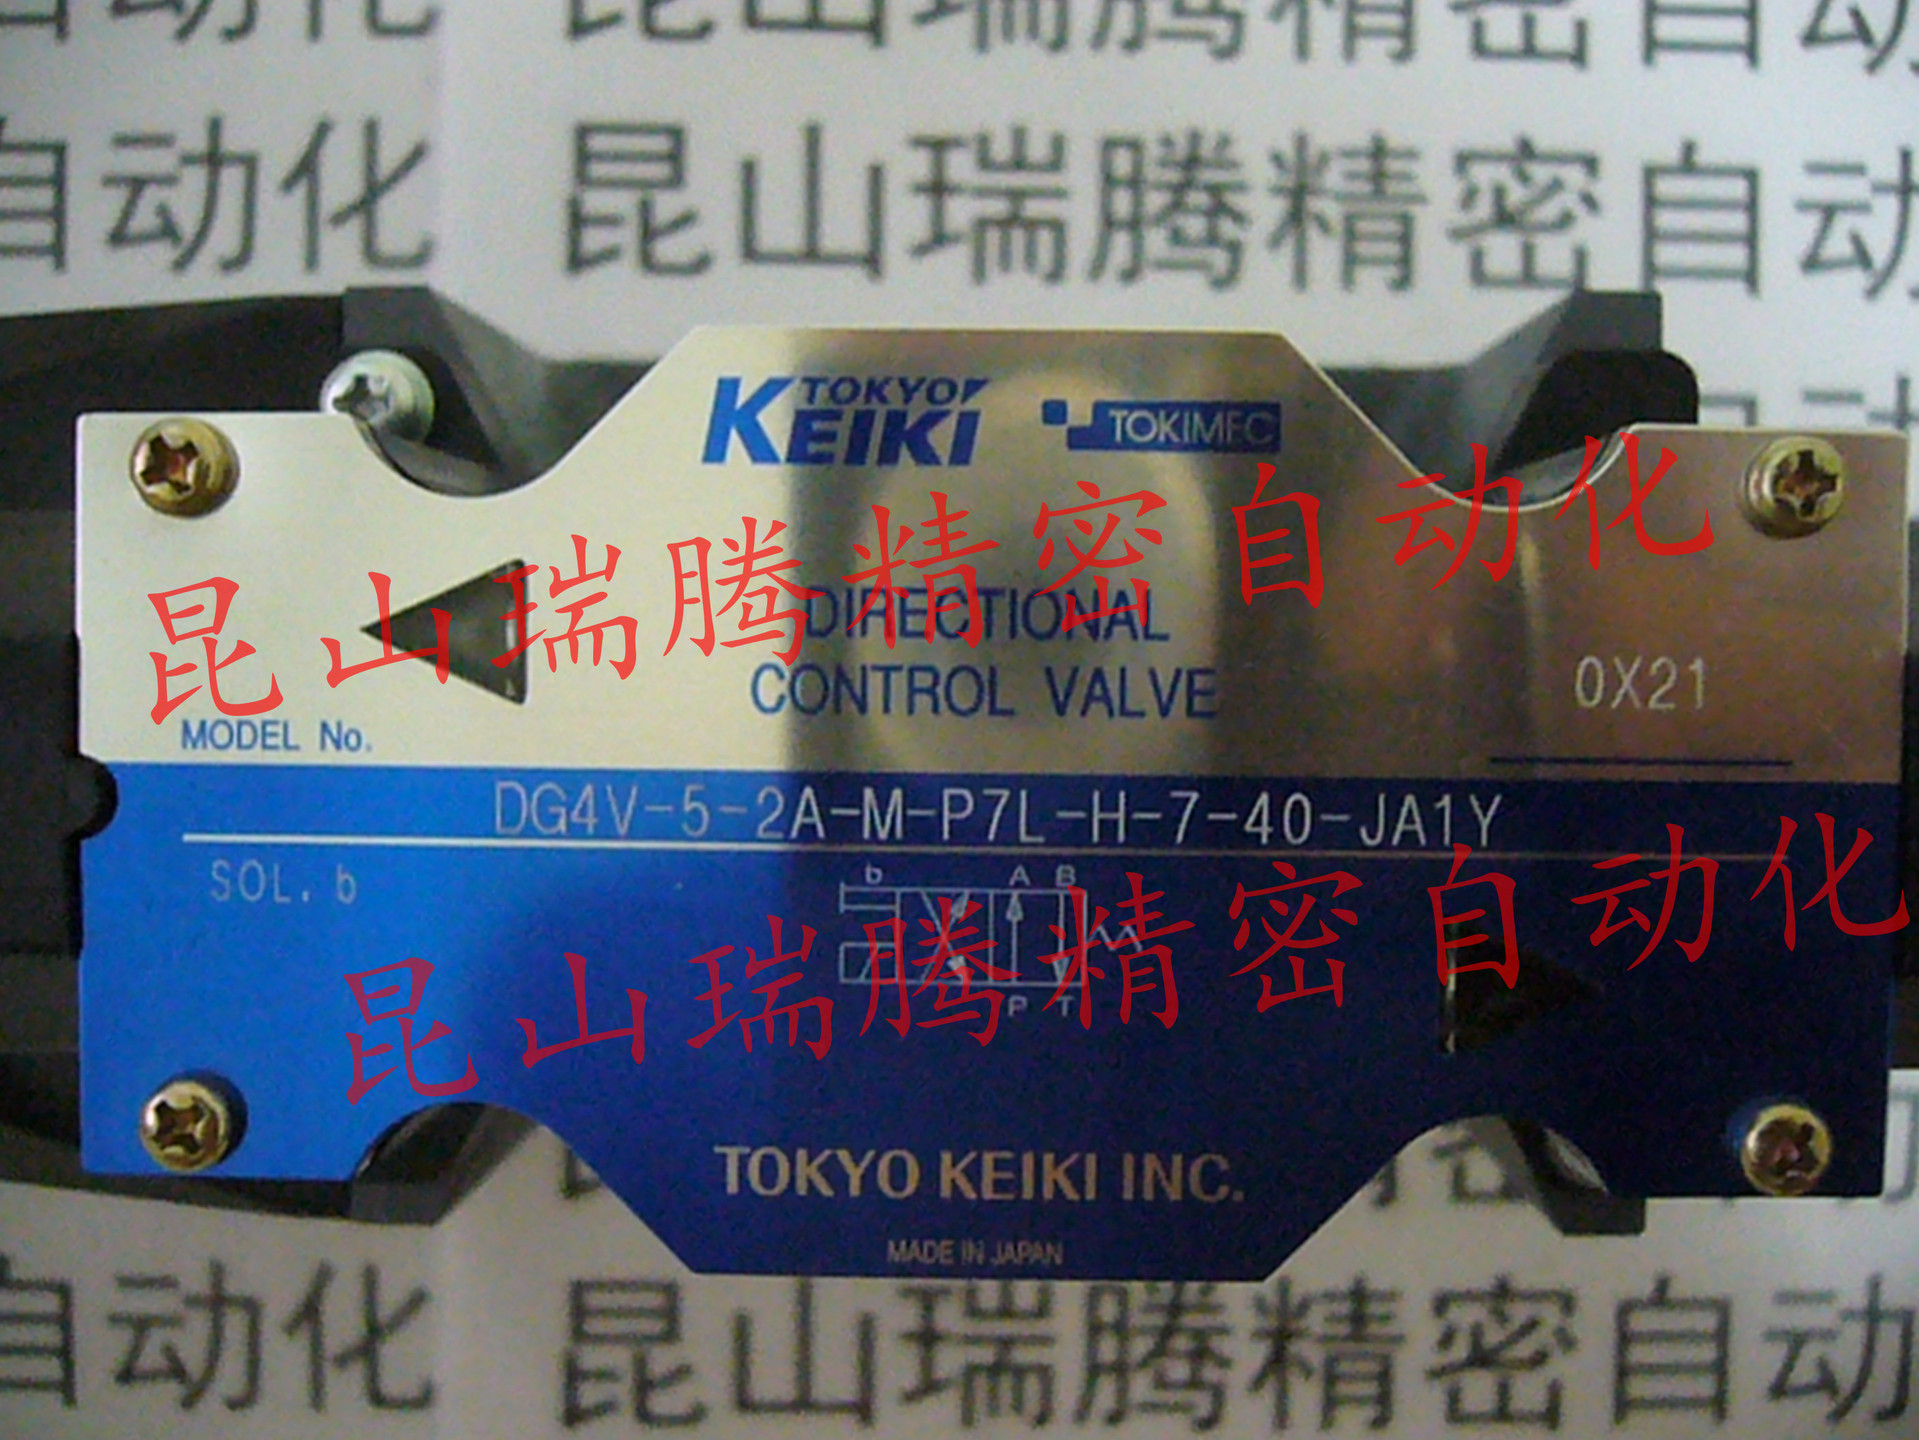 自动化 昆山瑞腾精密自动
自动化 昆山瑞腾精密自动
TOKYO
KEIKI TOKIMEC
昆山瑞腾精密自动化
DIRECTIONAL
CONTROL VALVE
0X21
MODEL No.
DG4V-5-2A-M-P7L-H-7-40-JA1Y
SOL. b
b A B
昆山瑞腾精密自动化
P T
TOKYO KEIKI INC.
MADE IN JAPAN
自动化 昆山瑞腾精密自动